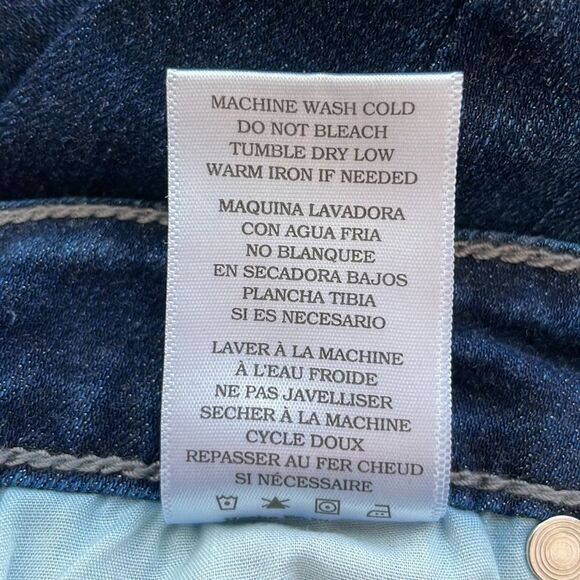 MACHINE WASH COLD
DO NOT BLEACH
TUMBLE DRY LOW
WARM IRON IF NEEDED
MAQUINA LAVADORA
CON AGUA FRIA
NO BLANQUEE
EN SECADORA BAJOS
PLANCHA TIBIA
SI ES NECESARIO
LAVER À LA MACHINE
À L'EAU FROIDE
NE PAS JAVELLISER
SECHER À LA MACHINE
CYCLE DOUX
REPASSER AU FER CHEUD
SI NÉCESSAIRE